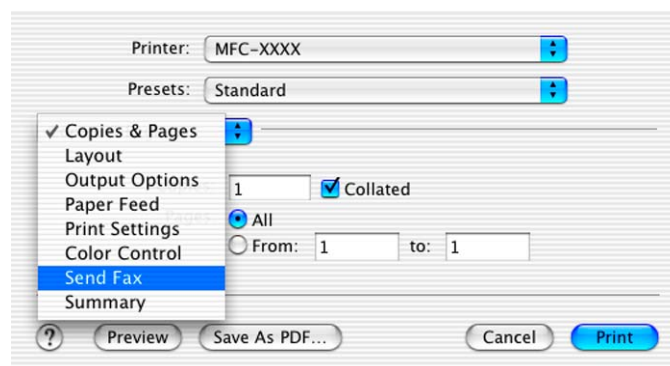 Printer: MFC-XXXX
Presets: Standard
✓ Copies & Pages
Layout
Output Options
Paper Feed
Print Settings
Color Control
Send Fax
Summary
1 Collated
Pages: All
From: 1 to: 1
? Preview Save As PDF... Cancel Print